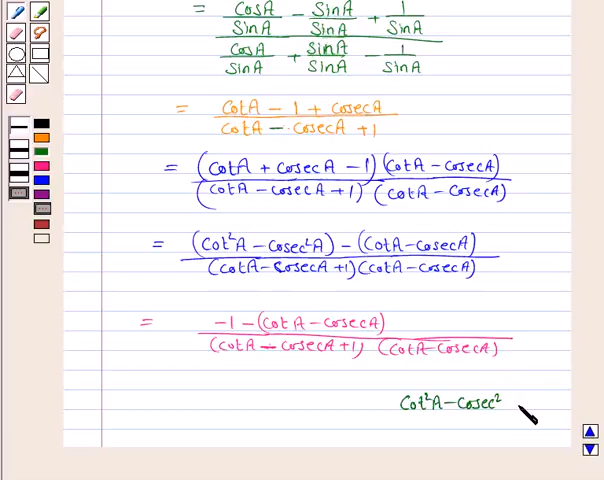 = CosA/SinA − SinA/SinA + 1/SinA
CosA/SinA + SinA/SinA − 1/SinA
= CotA − 1 + CosecA
CotA − CosecA + 1
= (CotA + CosecA − 1) (CotA − CosecA)
(CotA − CosecA + 1) (CotA − CosecA)
= (Cot²A − Cosec²A) − (CotA − CosecA)
(CotA − CosecA + 1) (CotA − CosecA)
= −1 − (CotA − CosecA)
(CotA − CosecA + 1) (CotA − CosecA)
Cot²A − Cosec²